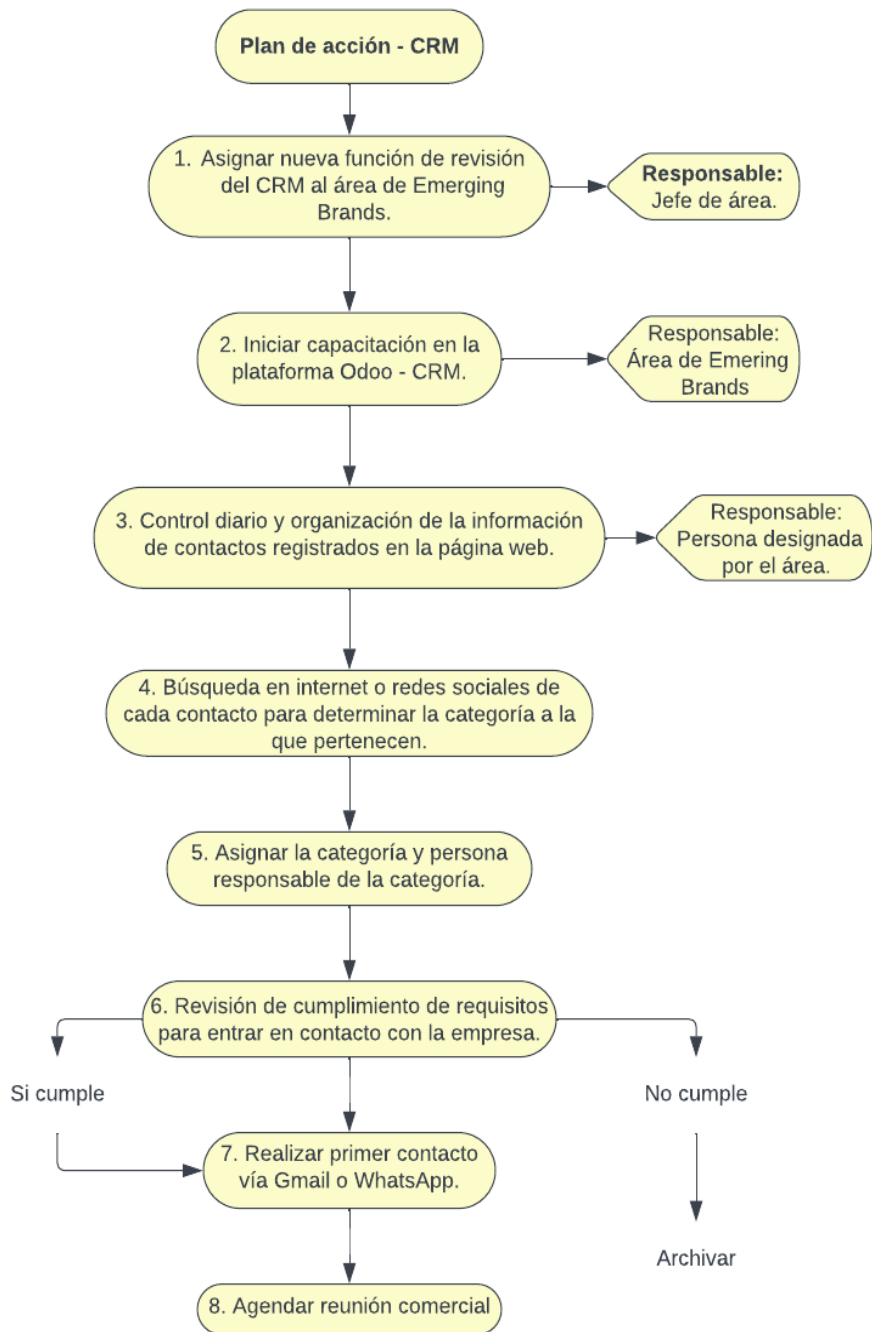 Plan de acción - CRM
1. Asignar nueva función de revisión
del CRM al área de Emerging
Brands.
Responsable:
Jefe de área.
2. Iniciar capacitación en la
plataforma Odoo - CRM.
Responsable:
Área de Emering
Brands
3. Control diario y organización de la información
de contactos registrados en la página web.
Responsable:
Persona designada
por el área.
4. Búsqueda en internet o redes sociales de
cada contacto para determinar la categoría a la
que pertenecen.
5. Asignar la categoría y persona
responsable de la categoría.
6. Revisión de cumplimiento de requisitos
para entrar en contacto con la empresa.
Si cumple
No cumple
7. Realizar primer contacto
vía Gmail o WhatsApp.
Archivar
8. Agendar reunión comercial